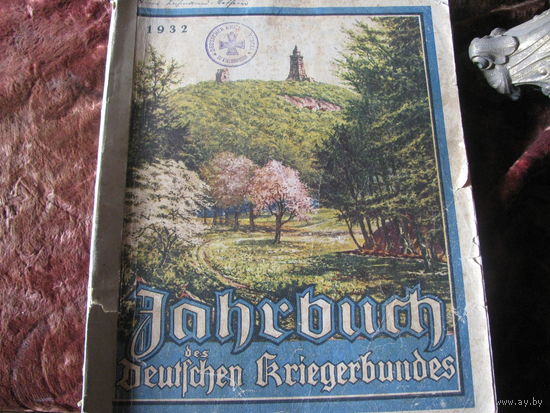 1932
Jahrbuch
des
Deutschen Kriegerbundes
www.ay.by